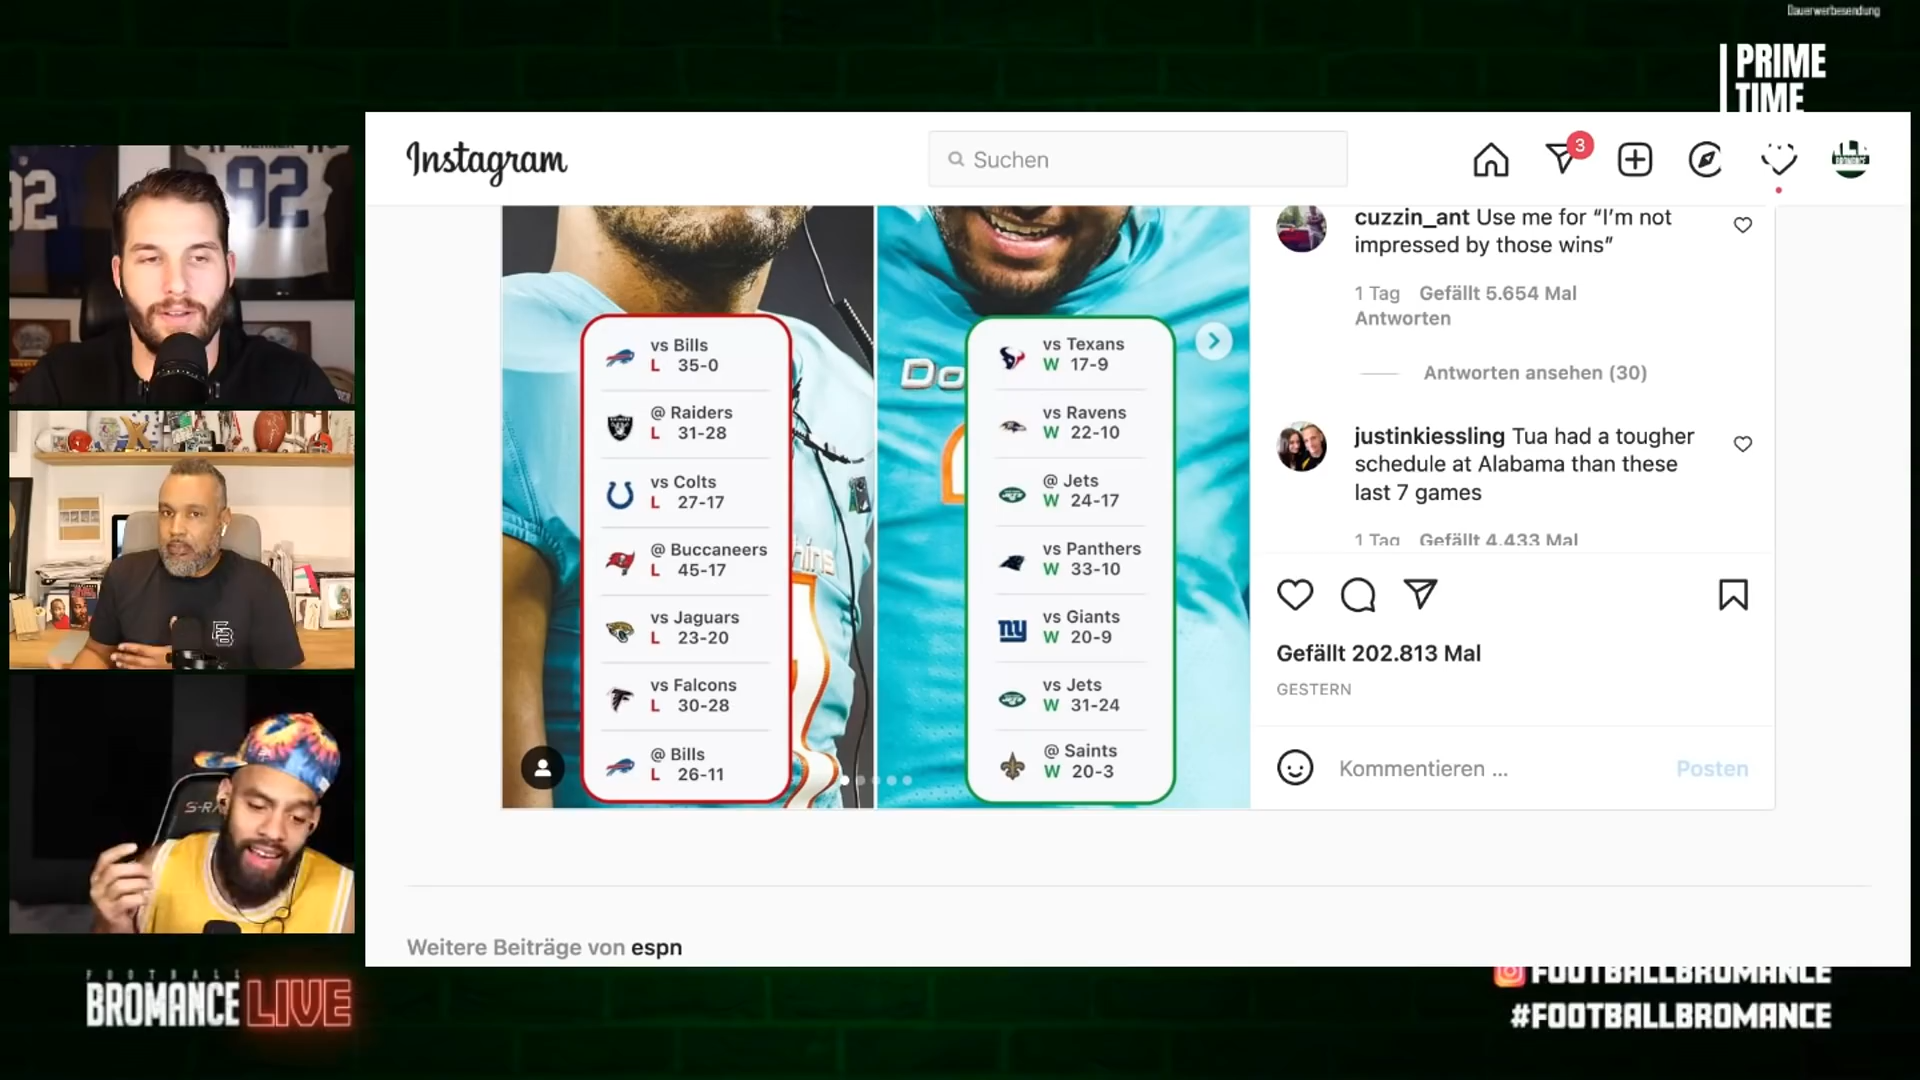 Dauerwerbesendung
PRIME
TIME
Instagram
Suchen
3
92
92
cuzzin_ant Use me for “I’m not
impressed by those wins”
1 Tag Gefällt 5.654 Mal
Antworten
Antworten ansehen (30)
justinkiessling Tua had a tougher
schedule at Alabama than these
last 7 games
1 Tag Gefällt 4.433 Mal
vs Bills
L 35-0
@ Raiders
L 31-28
vs Colts
L 27-17
@ Buccaneers
L 45-17
vs Jaguars
L 23-20
vs Falcons
L 30-28
@ Bills
L 26-11
vs Texans
W 17-9
vs Ravens
W 22-10
@ Jets
W 24-17
vs Panthers
W 33-10
vs Giants
W 20-9
vs Jets
W 31-24
@ Saints
W 20-3
Gefällt 202.813 Mal
GESTERN
Kommentieren ...
Posten
Weitere Beiträge von espn
FOOTBALL
BROMANCE LIVE
FOOTBALLBROMANCE
#FOOTBALLBROMANCE